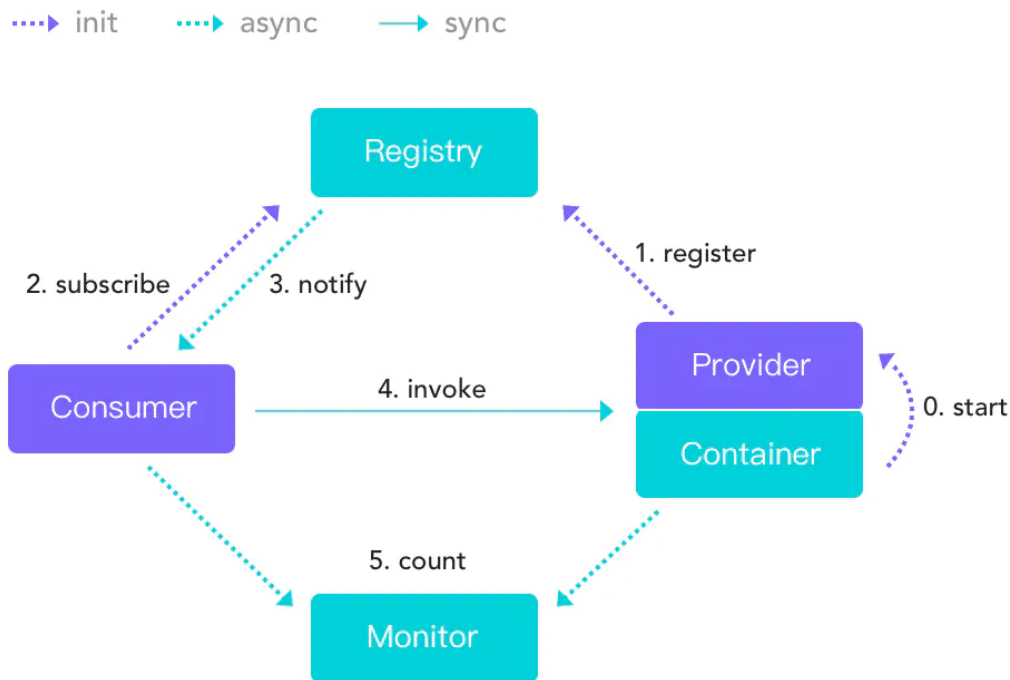 init
async
sync
Registry
1. register
2. subscribe
3. notify
Provider
4. invoke
Consumer
0. start
Container
5. count
Monitor